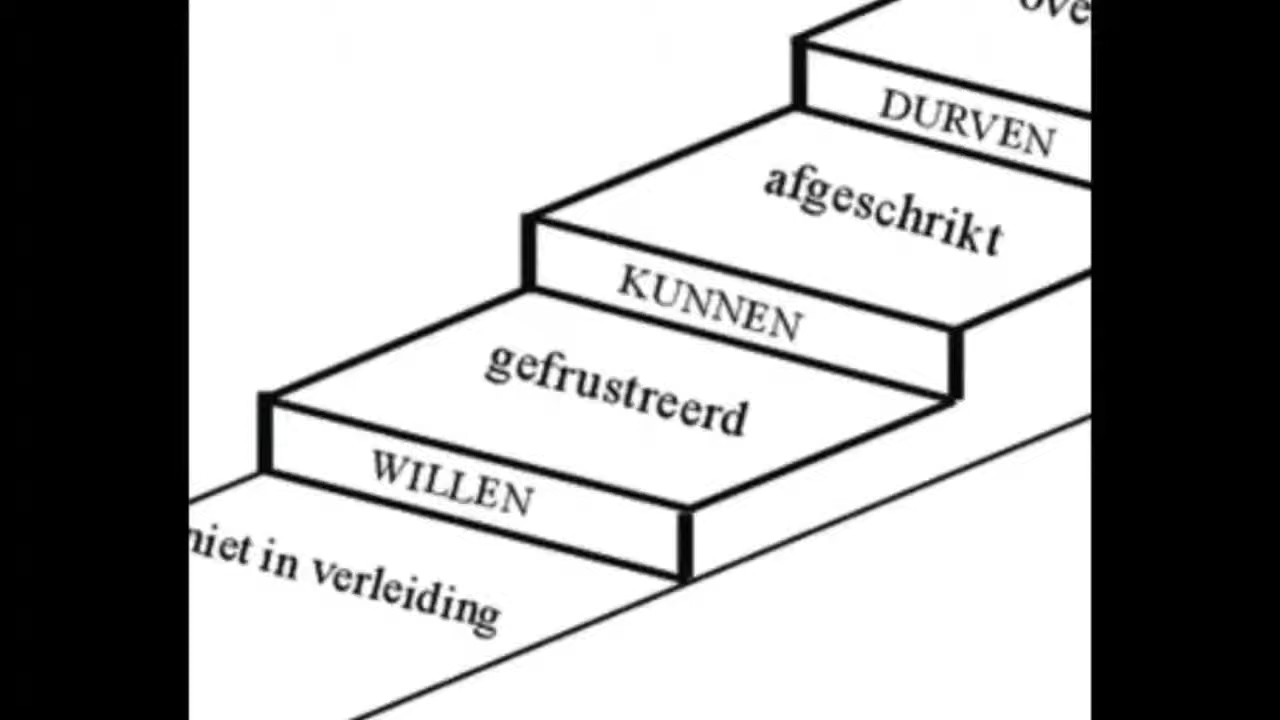 DURVEN
afgeschrikt
KUNNEN
gefrustreerd
WILLEN
niet in verleiding